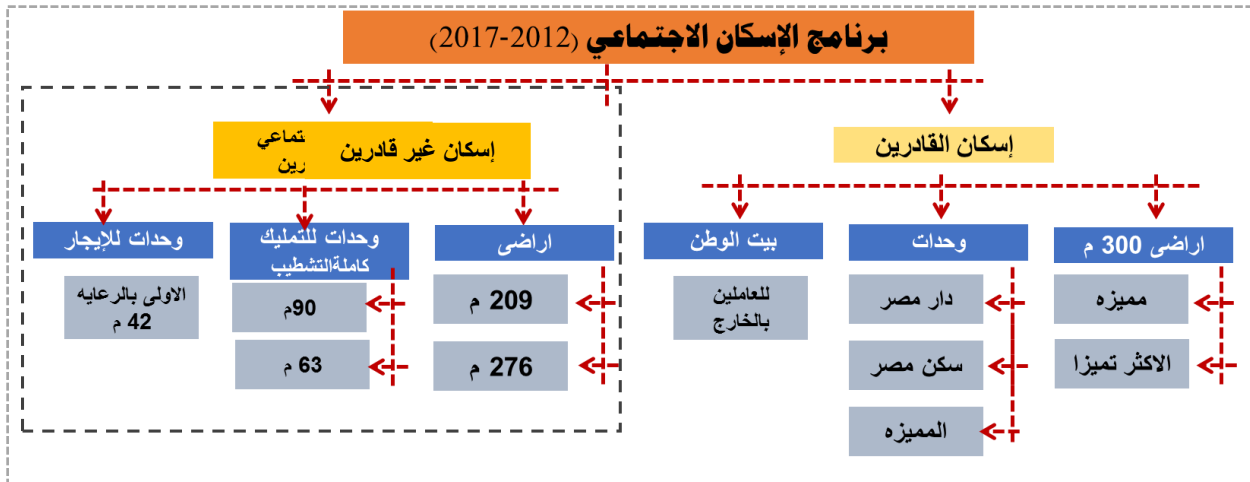 برنامج الإسكان الاجتماعي (2012-2017)
إسكان القادرين
إسكان غير قادرين
اراضى 300 م
مميزه
الاكثر تميزا
وحدات
دار مصر
سكن مصر
المميزه
بيت الوطن
للعاملين
بالخارج
اراضى
209 م
276 م
وحدات للتمليك
كاملةالتشطيب
90م
63 م
وحدات للإيجار
الاولى بالرعايه
42 م